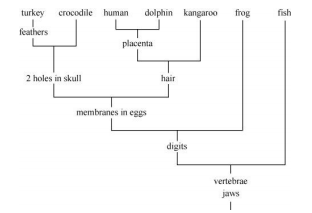 turkey crocodile human dolphin kangaroo frog fish
feathers
placenta
2 holes in skull hair
membranes in eggs
digits
vertebrae
jaws